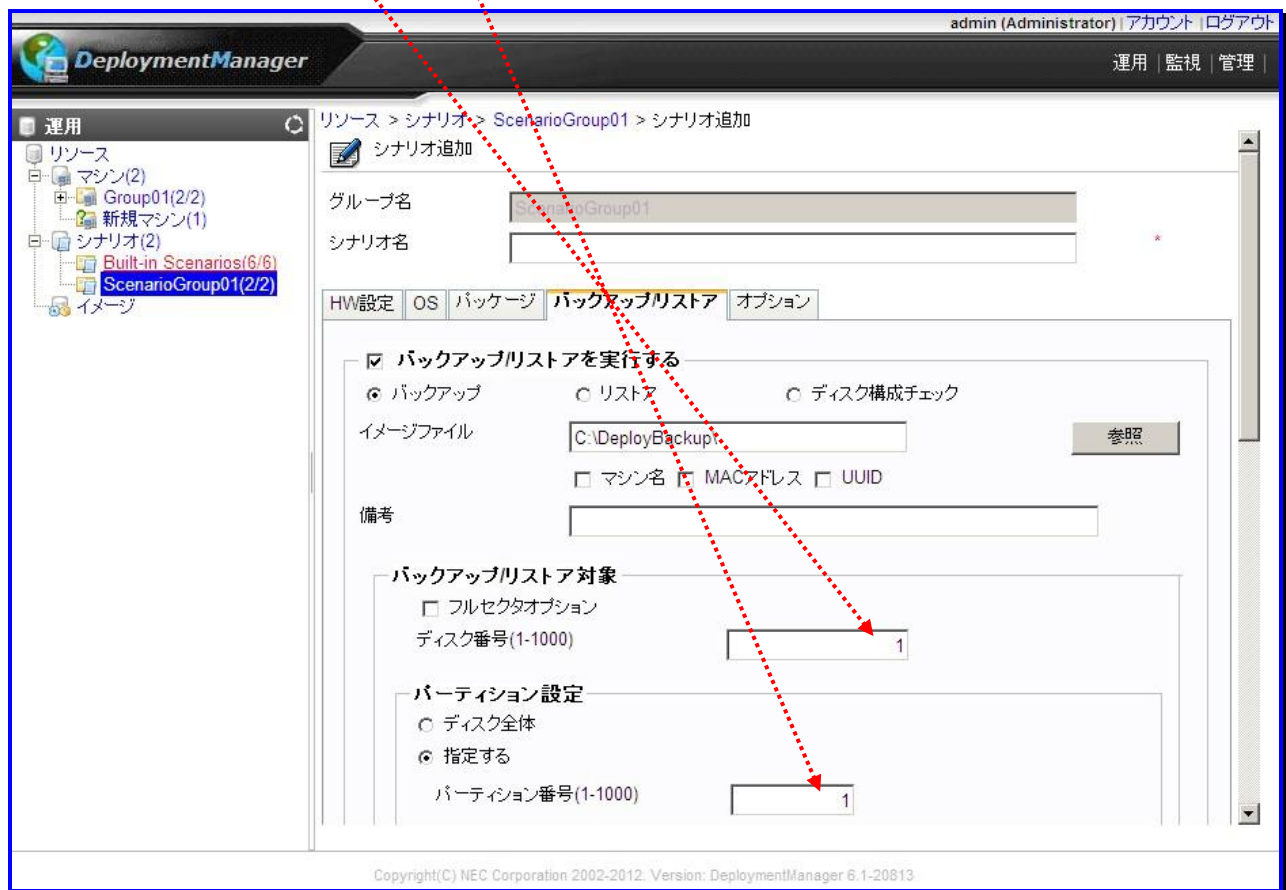 admin (Administrator) | アカウント | ログアウト
DeploymentManager
運用 | 監視 | 管理 |
運用
リソース
マシン(2)
Group01(2/2)
新規マシン(1)
シナリオ(2)
Built-in Scenarios(6/6)
ScenarioGroup01(2/2)
イメージ
リソース > シナリオ > ScenarioGroup01 > シナリオ追加
シナリオ追加
グループ名 ScenarioGroup01
シナリオ名 *
HW設定 OS パッケージ バックアップ/リストア オプション
バックアップ/リストアを実行する
バックアップ リストア ディスク構成チェック
イメージファイル C:\DeployBackup\ 参照
マシン名 MACアドレス UUID
備考
バックアップ/リストア対象
フルセクタオプション
ディスク番号(1-1000) 1
パーティション設定
ディスク全体
指定する
パーティション番号(1-1000) 1
Copyright(C) NEC Corporation 2002-2012. Version: DeploymentManager 6.1-20813